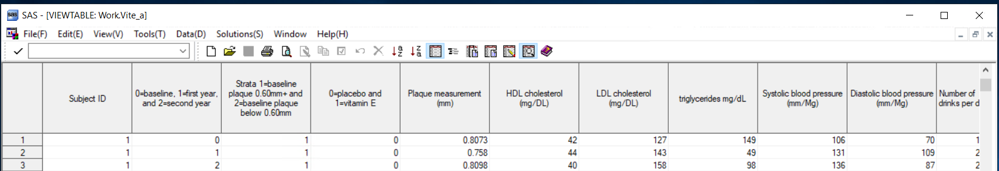 SAS - [VIEWTABLE: Work.Vite_a]
File(F) Edit(E) View(V) Tools(T) Data(D) Solutions(S) Window Help(H)
Subject ID
0=baseline, 1=first year,
and 2=second year
Strata 1=baseline
plaque 0.60mm+ and
2=baseline plaque
below 0.60mm
0=placebo and
1=vitamin E
Plaque measurement
(mm)
HDL cholesterol
(mg/DL)
LDL cholesterol
(mg/DL)
triglycerides mg/dL
Systolic blood pressure
(mm/Mg)
Diastolic blood pressure
(mm/Mg)
Number of
drinks per d
1 1 0 1 0 0.8073 42 127 149 106 70 1
2 1 1 1 0 0.758 44 143 49 131 109 2
3 1 2 1 0 0.8098 40 158 98 136 87 2